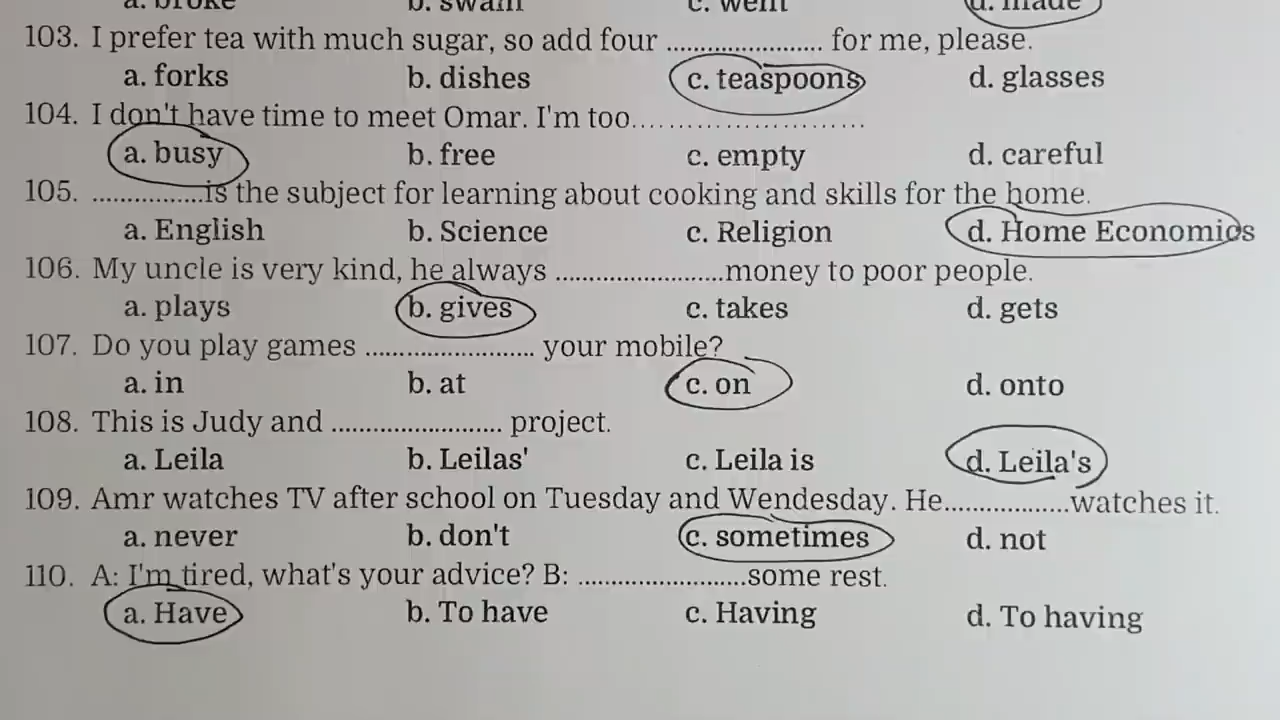 a. broke b. swam c. went d. made
103. I prefer tea with much sugar, so add four ....................... for me, please.
a. forks b. dishes c. teaspoons d. glasses
104. I don't have time to meet Omar. I'm too.........................
a. busy b. free c. empty d. careful
105. .................is the subject for learning about cooking and skills for the home.
a. English b. Science c. Religion d. Home Economics
106. My uncle is very kind, he always .........................money to poor people.
a. plays b. gives c. takes d. gets
107. Do you play games ......................... your mobile?
a. in b. at c. on d. onto
108. This is Judy and ......................... project.
a. Leila b. Leilas' c. Leila is d. Leila's
109. Amr watches TV after school on Tuesday and Wendesday. He...................watches it.
a. never b. don't c. sometimes d. not
110. A: I'm tired, what's your advice? B: .........................some rest.
a. Have b. To have c. Having d. To having